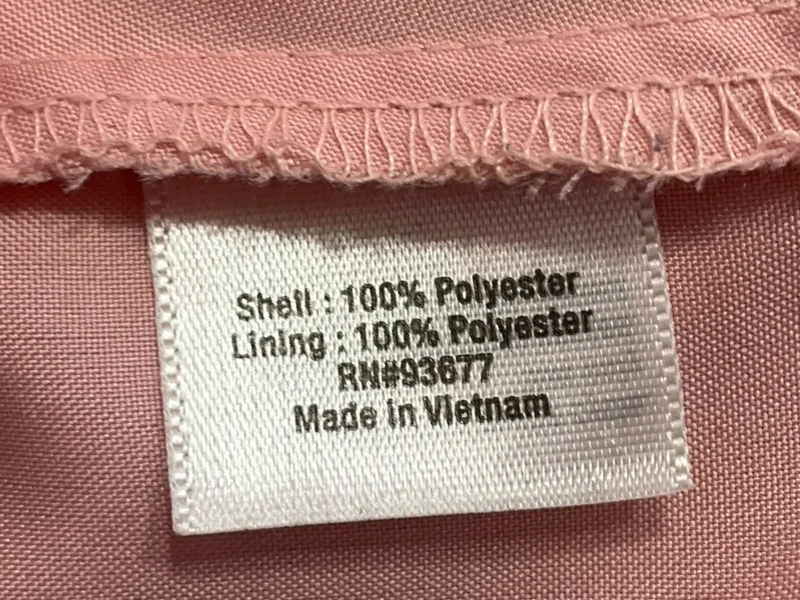 Shell : 100% Polyester
Lining : 100% Polyester
RN#93677
Made in Vietnam